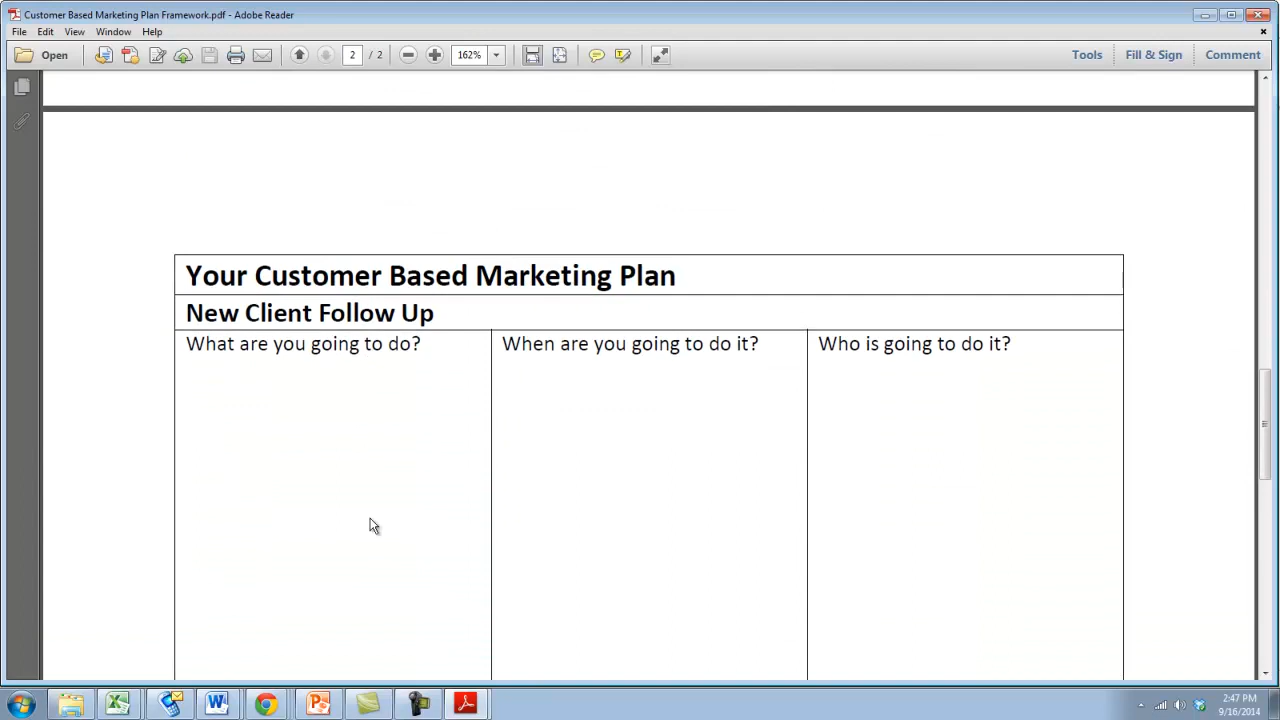 Customer Based Marketing Plan Framework.pdf - Adobe Reader
File Edit View Window Help
Open 2 / 2 162% Tools Fill & Sign Comment
Your Customer Based Marketing Plan
New Client Follow Up
What are you going to do? When are you going to do it? Who is going to do it?
2:47 PM
9/16/2014